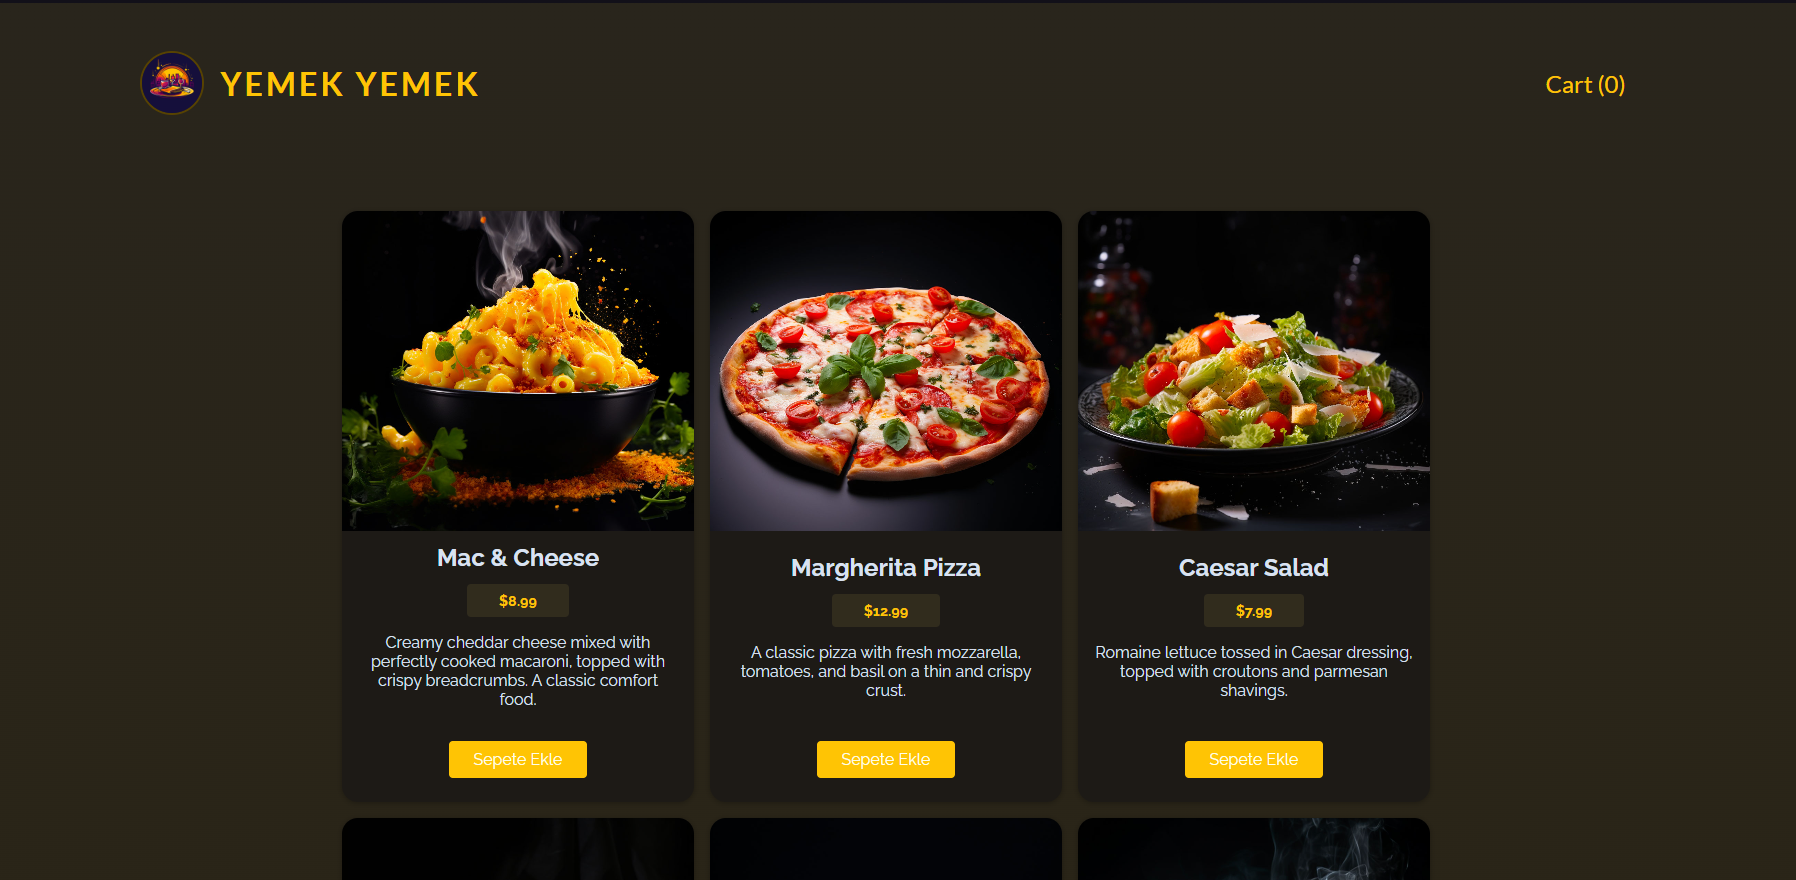 YEMEK YEMEK
Cart (0)
Mac & Cheese
$8.99
Creamy cheddar cheese mixed with
perfectly cooked macaroni, topped with
crispy breadcrumbs. A classic comfort
food.
Sepete Ekle
Margherita Pizza
$12.99
A classic pizza with fresh mozzarella,
tomatoes, and basil on a thin and crispy
crust.
Sepete Ekle
Caesar Salad
$7.99
Romaine lettuce tossed in Caesar dressing,
topped with croutons and parmesan
shavings.
Sepete Ekle